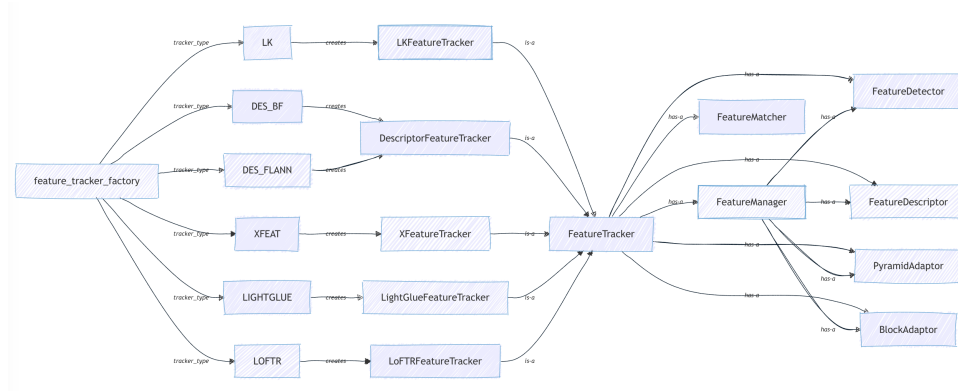 tracker_type
LK
creates
LKFeatureTracker
is-a
has-a
FeatureDetector
tracker_type
DES_BF
creates
has-a
FeatureMatcher
has-a
DescriptorFeatureTracker
is-a
tracker_type
DES_FLANN
creates
has-a
feature_tracker_factory
FeatureManager
has-a
has a
FeatureDescriptor
tracker_type
XFEAT
creates
XFeatureTracker
is-a
FeatureTracker
has a
PyramidAdaptor
has-a
tracker_type
LIGHTGLUE
creates
LightGlueFeatureTracker
is-a
has a
BlockAdaptor
has-a
tracker_type
LOFTR
creates
LoFTRFeatureTracker
is-a